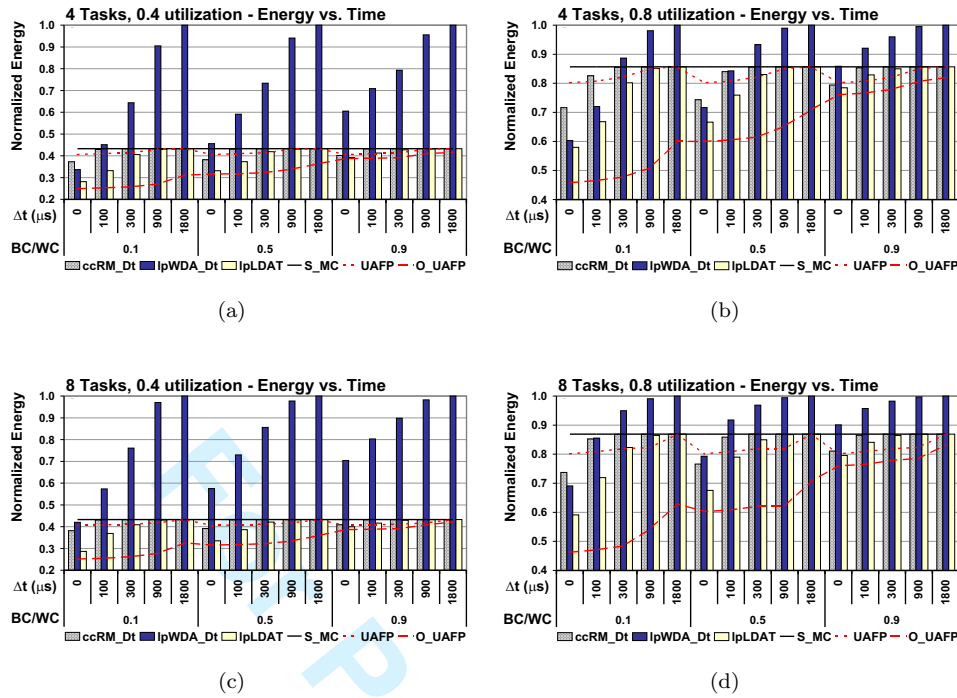 4 Tasks, 0.4 utilization - Energy vs. Time
Normalized Energy
1.0
0.9
0.8
0.7
0.6
0.5
0.4
0.3
0.2
Δt (μs)
0 100 300 900 1800 0 100 300 900 1800 0 100 300 900 1800
BC/WC 0.1 0.5 0.9
ccRM_Dt lpWDA_Dt lpLDAT S_MC UAFP O_UAFP
(a)
4 Tasks, 0.8 utilization - Energy vs. Time
Normalized Energy
1.0
0.9
0.8
0.7
0.6
0.5
0.4
Δt (μs)
0 100 300 900 1800 0 100 300 900 1800 0 100 300 900 1800
BC/WC 0.1 0.5 0.9
ccRM_Dt lpWDA_Dt lpLDAT S_MC UAFP O_UAFP
(b)
8 Tasks, 0.4 utilization - Energy vs. Time
Normalized Energy
1.0
0.9
0.8
0.7
0.6
0.5
0.4
0.3
0.2
Δt (μs)
0 100 300 900 1800 0 100 300 900 1800 0 100 300 900 1800
BC/WC 0.1 0.5 0.9
ccRM_Dt lpWDA_Dt lpLDAT S_MC UAFP O_UAFP
(c)
8 Tasks, 0.8 utilization - Energy vs. Time
Normalized Energy
1.0
0.9
0.8
0.7
0.6
0.5
0.4
Δt (μs)
0 100 300 900 1800 0 100 300 900 1800 0 100 300 900 1800
BC/WC 0.1 0.5 0.9
ccRM_Dt lpWDA_Dt lpLDAT S_MC UAFP O_UAFP
(d)
For P